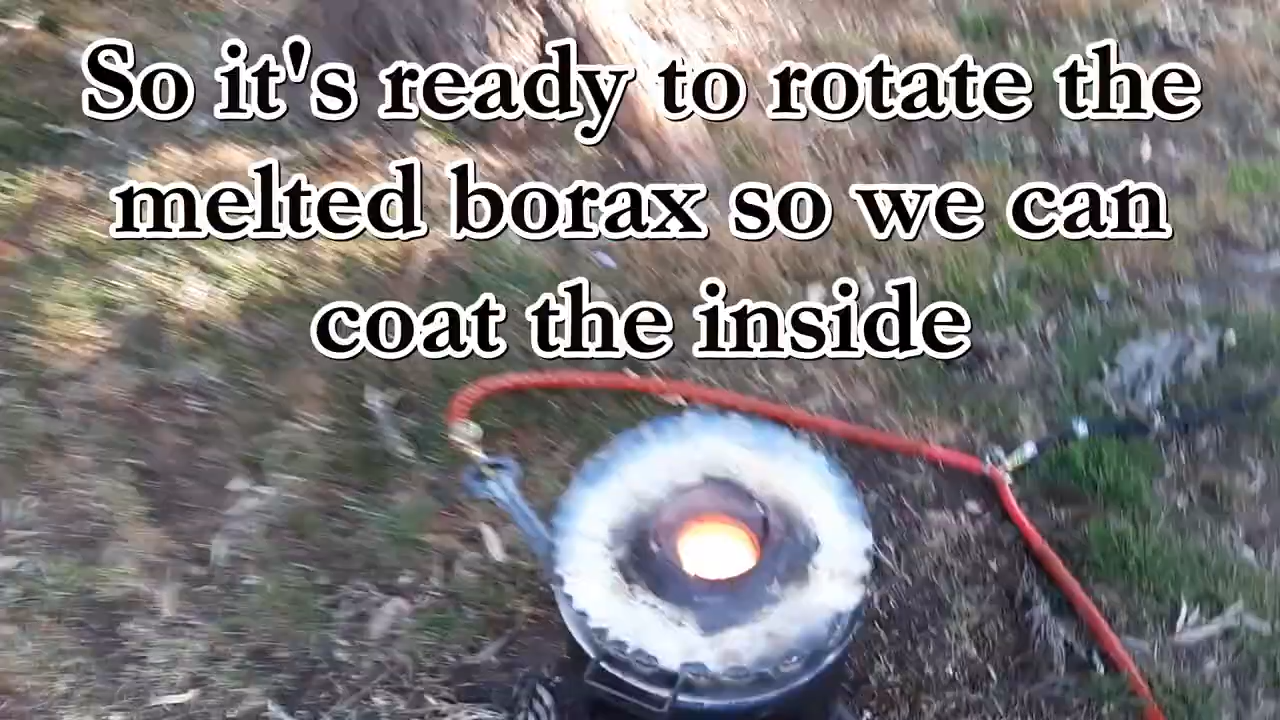 So it's ready to rotate the
melted borax so we can
coat the inside